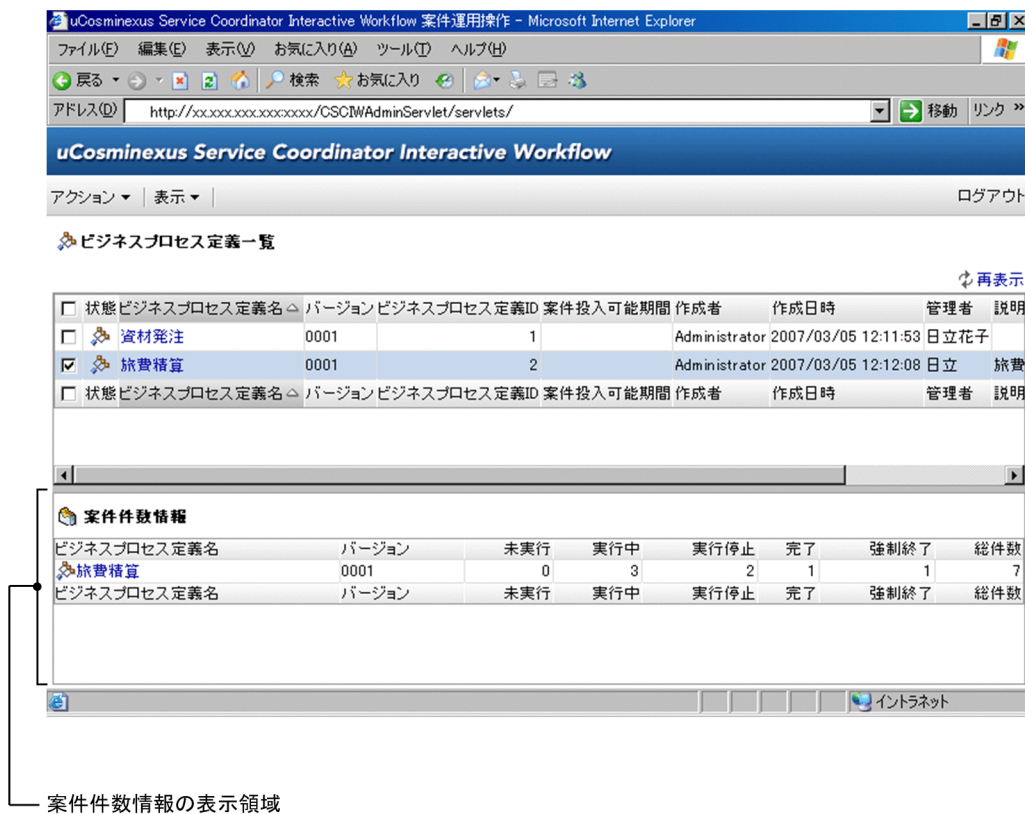 uCosminexus Service Coordinator Interactive Workflow 案件運用操作 - Microsoft Internet Explorer
ファイル(F) 編集(E) 表示(V) お気に入り(A) ツール(T) ヘルプ(H)
戻る 検索 お気に入り
アドレス(D) http://xx.xxx.xxx.xxx:xxxx/CSCIWAdminServlet/servlets/ 移動 リンク »
uCosminexus Service Coordinator Interactive Workflow
アクション 表示 ログアウト
ビジネスプロセス定義一覧
再表示
状態 ビジネスプロセス定義名 バージョン ビジネスプロセス定義ID 案件投入可能期間 作成者 作成日時 管理者 説明
資材発注 0001 1 Administrator 2007/03/05 12:11:53 日立花子
旅費積算 0001 2 Administrator 2007/03/05 12:12:08 日立 旅費
状態 ビジネスプロセス定義名 バージョン ビジネスプロセス定義ID 案件投入可能期間 作成者 作成日時 管理者 説明
案件件数情報
ビジネスプロセス定義名 バージョン 未実行 実行中 実行停止 完了 強制終了 総件数
旅費積算 0001 0 3 2 1 1 7
ビジネスプロセス定義名 バージョン 未実行 実行中 実行停止 完了 強制終了 総件数
イントラネット
案件件数情報の表示領域